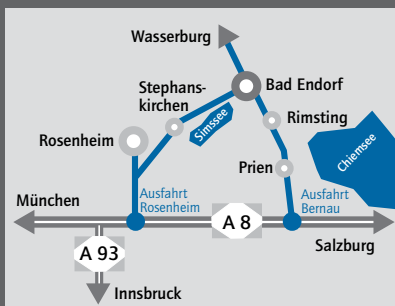 Wasserburg
Stephans-
kirchen
Bad Endorf
Simssee
Rimsting
Rosenheim
Chiemsee
Prien
München
Ausfahrt
Rosenheim
A 8
Ausfahrt
Bernau
Salzburg
A 93
Innsbruck